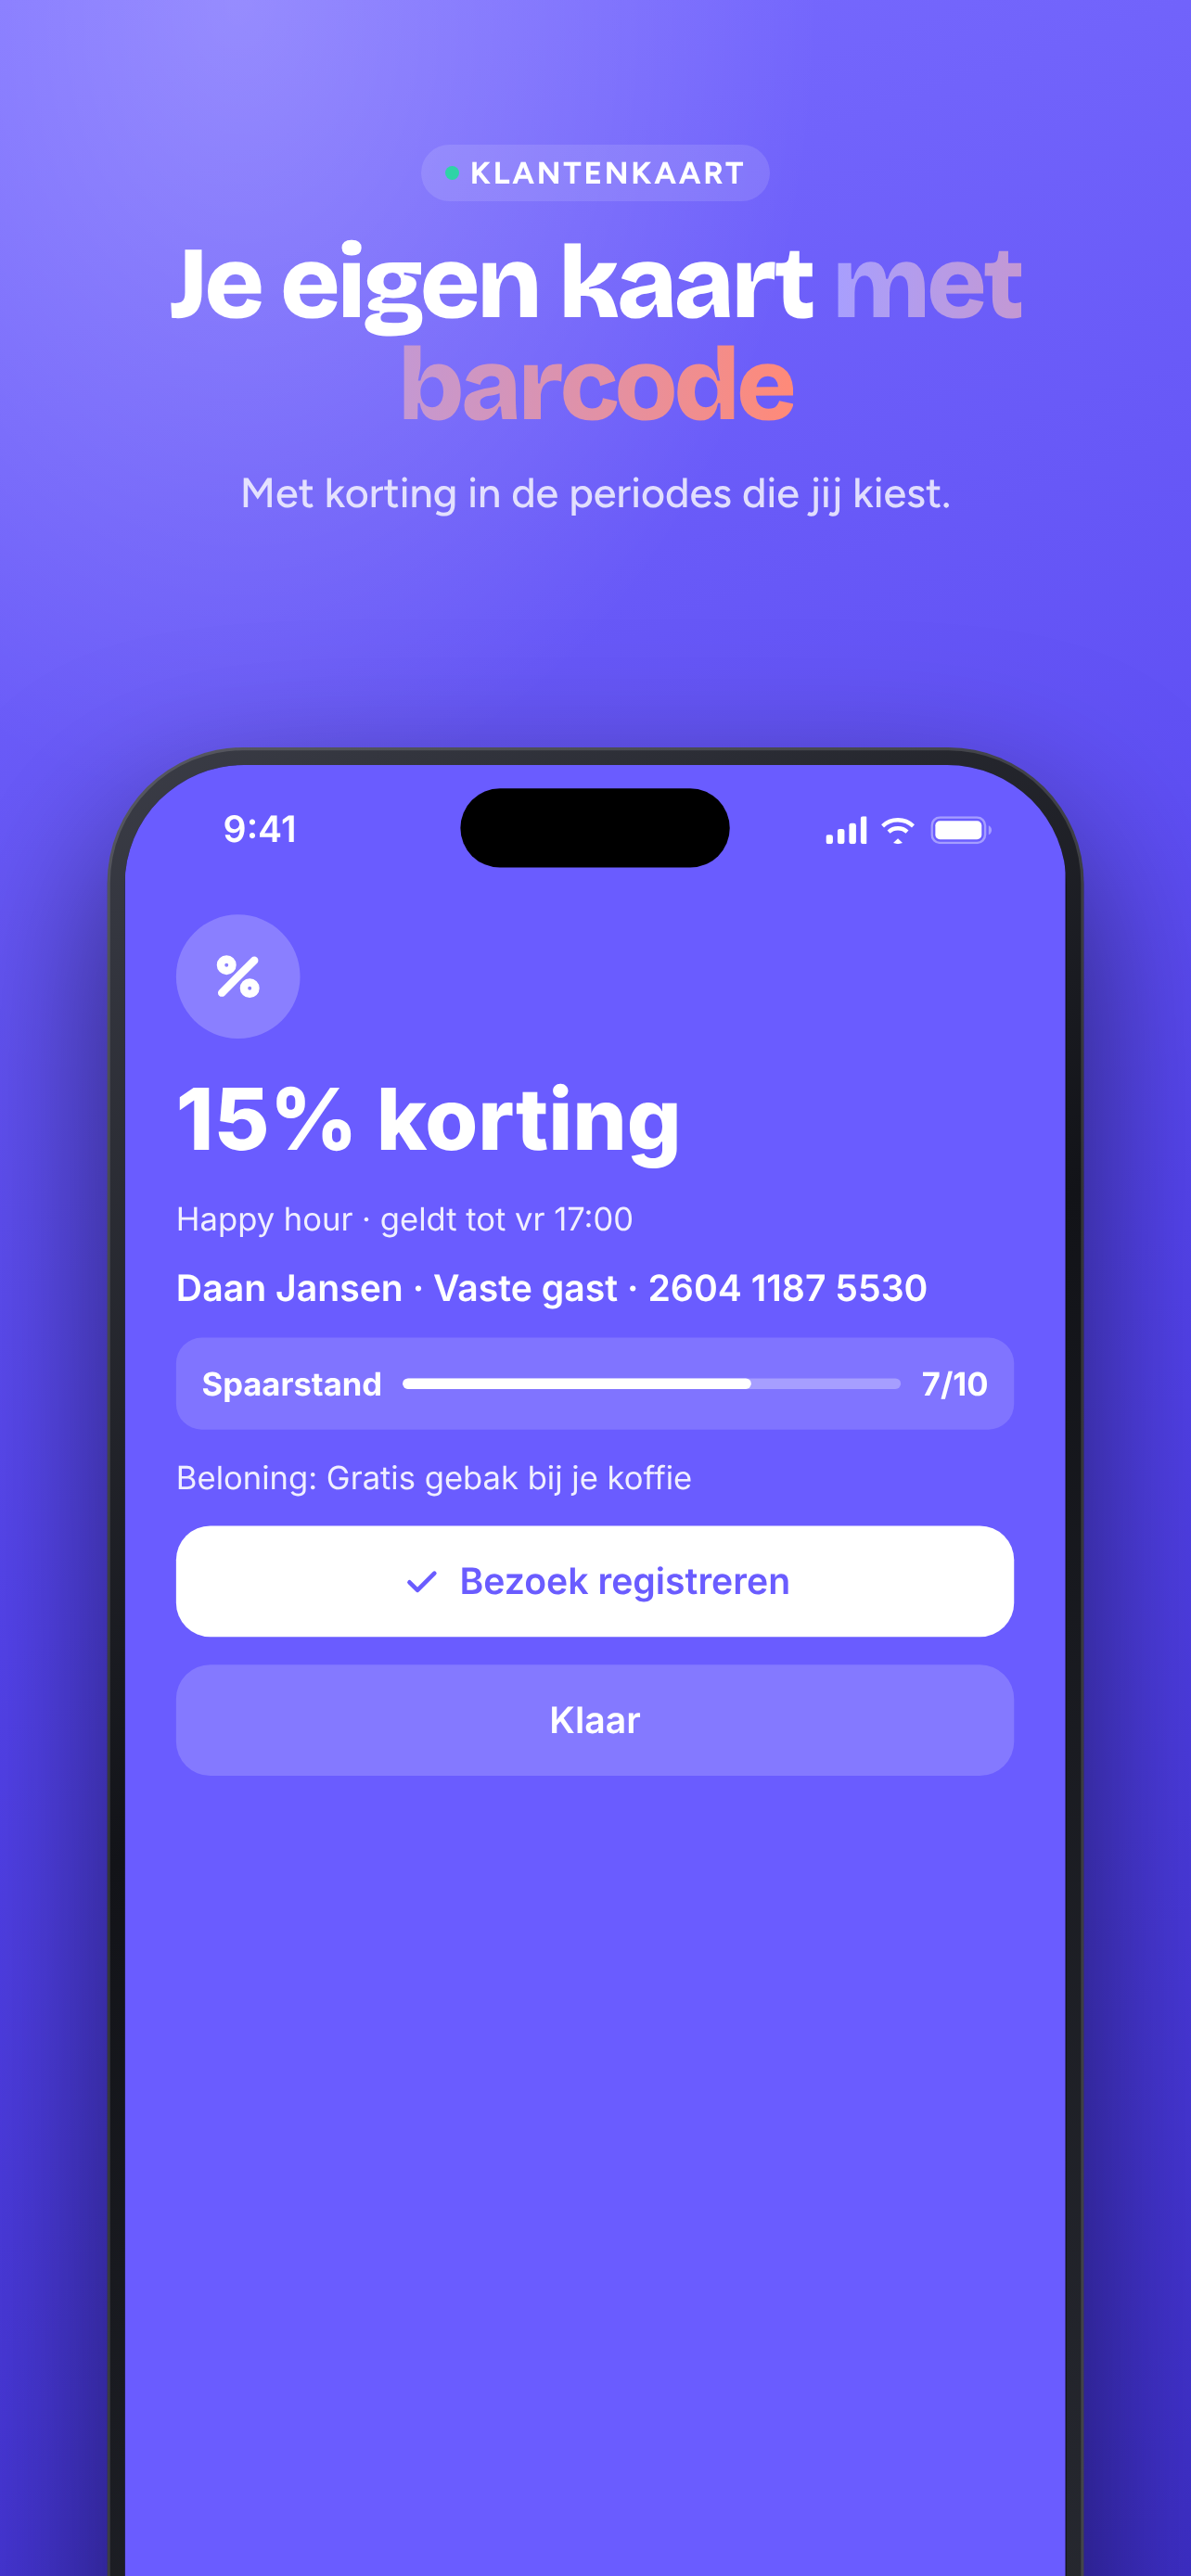 KLANTENKAART
Je eigen kaart met
barcode
Met korting in de periodes die jij kiest.
9:41
15% korting
Happy hour · geldt tot vr 17:00
Daan Jansen · Vaste gast · 2604 1187 5530
Spaarstand 7/10
Beloning: Gratis gebak bij je koffie
Bezoek registreren
Klaar